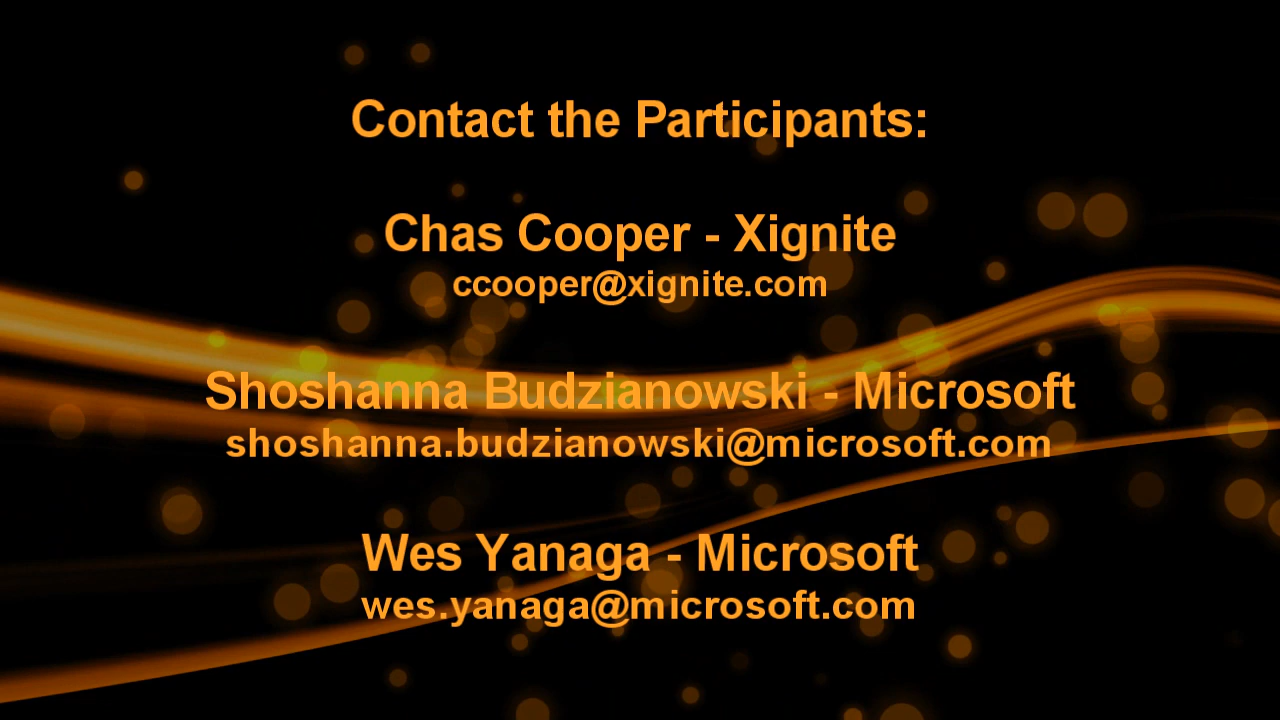 Contact the Participants:
Chas Cooper - Xignite
ccooper@xignite.com
Shoshanna Budzianowski - Microsoft
shoshanna.budzianowski@microsoft.com
Wes Yanaga - Microsoft
wes.yanaga@microsoft.com